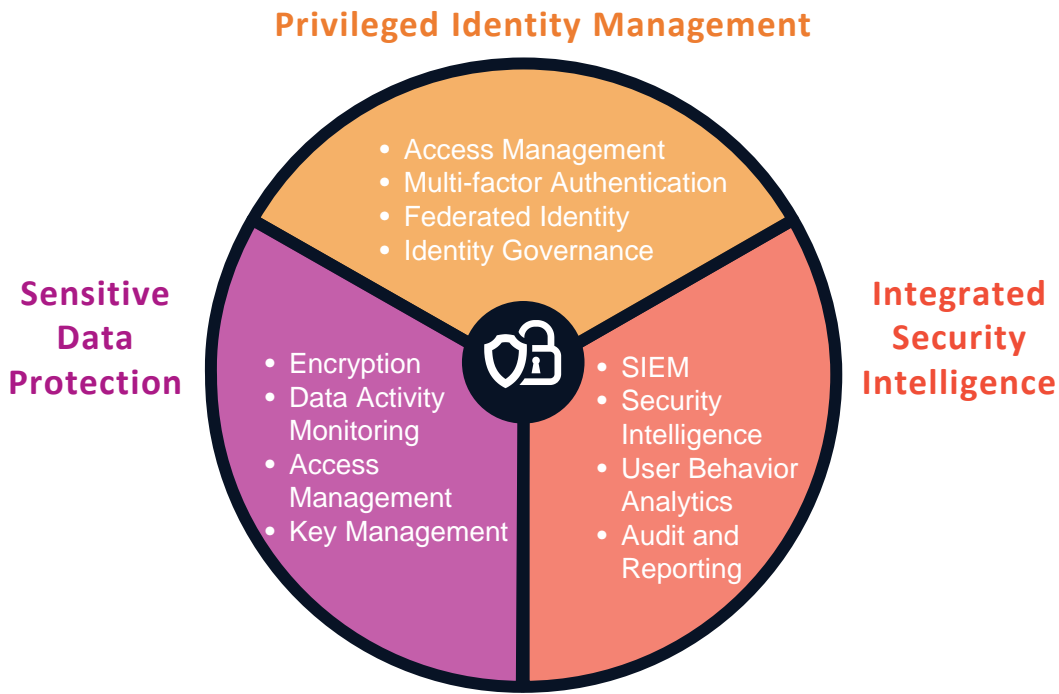 Privileged Identity Management
• Access Management
• Multi-factor Authentication
• Federated Identity
• Identity Governance
Sensitive
Data
Protection
• Encryption
• Data Activity
Monitoring
• Access
Management
• Key Management
Integrated
Security
Intelligence
• SIEM
• Security
Intelligence
• User Behavior
Analytics
• Audit and
Reporting